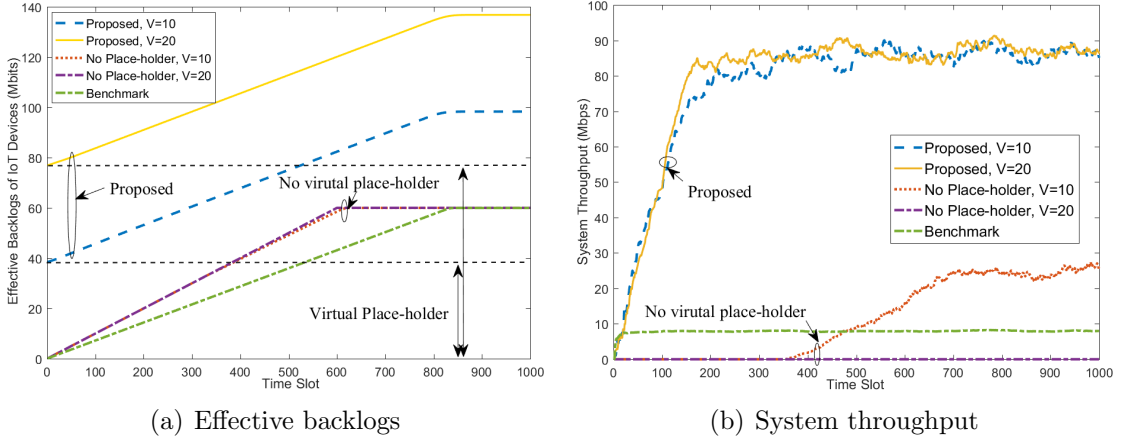 140
120
100
80
60
40
20
0
Effective Backlogs of IoT Devices (Mbits)
Proposed, V=10
Proposed, V=20
No Place-holder, V=10
No Place-holder, V=20
Benchmark
Proposed
No virutal place-holder
Virtual Place-holder
0 100 200 300 400 500 600 700 800 900 1000
Time Slot
(a) Effective backlogs
100
90
80
70
60
50
40
30
20
10
0
System Throughput (Mbps)
Proposed, V=10
Proposed, V=20
No Place-holder, V=10
No Place-holder, V=20
Benchmark
Proposed
No virutal place-holder
0 100 200 300 400 500 600 700 800 900 1000
Time Slot
(b) System throughput